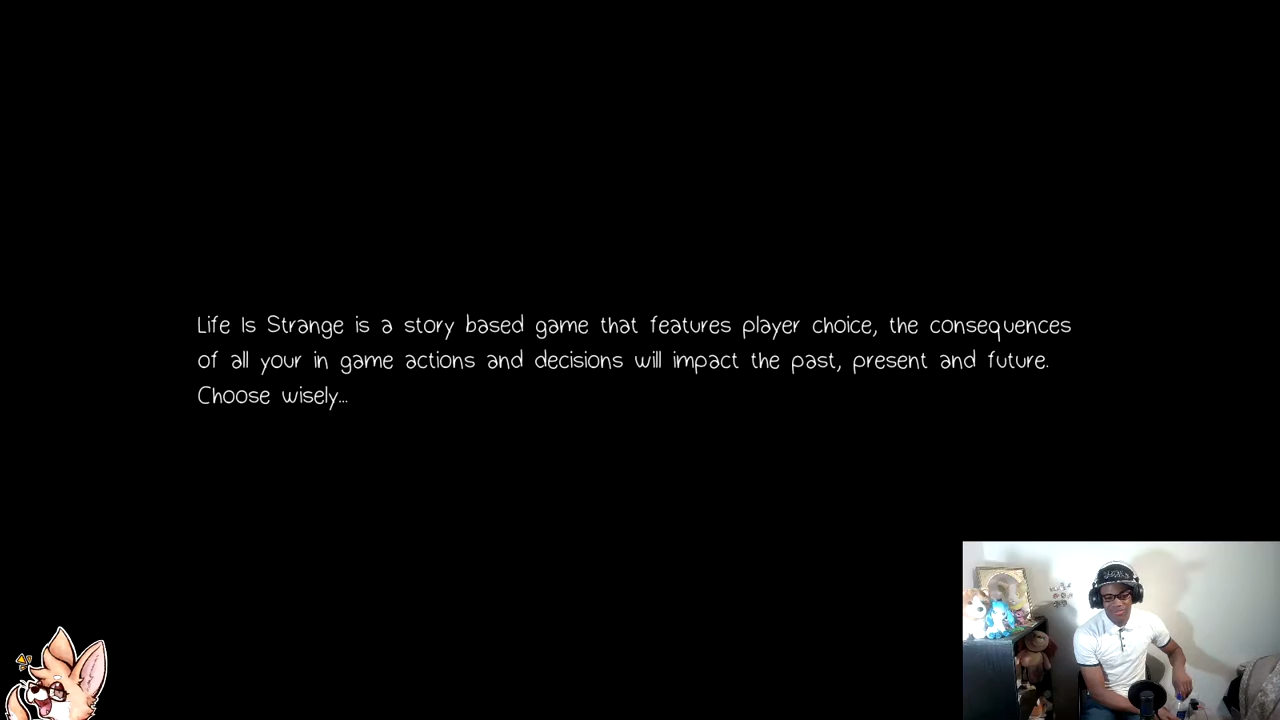 Life Is Strange is a story based game that features player choice, the consequences
of all your in game actions and decisions will impact the past, present and future.
Choose wisely...